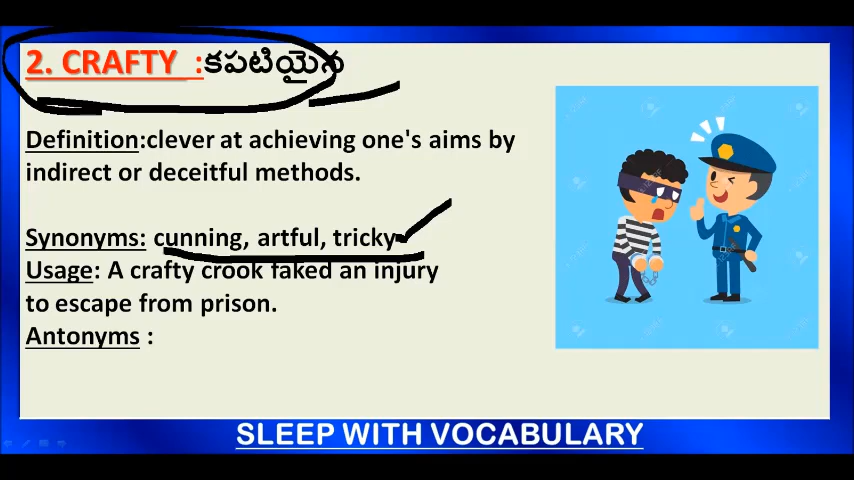 2. CRAFTY :కపటియైన
Definition:clever at achieving one's aims by
indirect or deceitful methods.
Synonyms: cunning, artful, tricky
Usage: A crafty crook faked an injury
to escape from prison.
Antonyms :
SLEEP WITH VOCABULARY